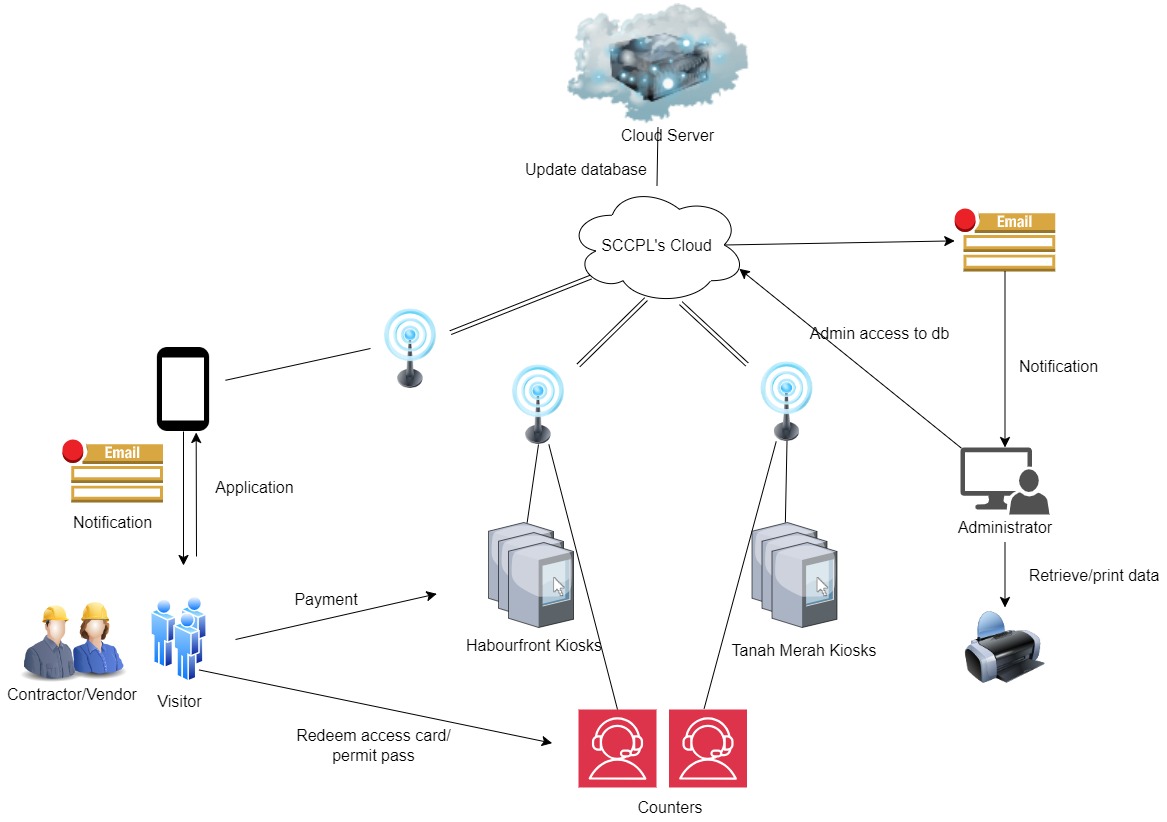 Cloud Server
Update database
SCCPL's Cloud
Email
Admin access to db
Notification
Email
Application
Notification
Administrator
Retrieve/print data
Payment
Habourfront Kiosks
Tanah Merah Kiosks
Contractor/Vendor
Visitor
Redeem access card/
permit pass
Counters